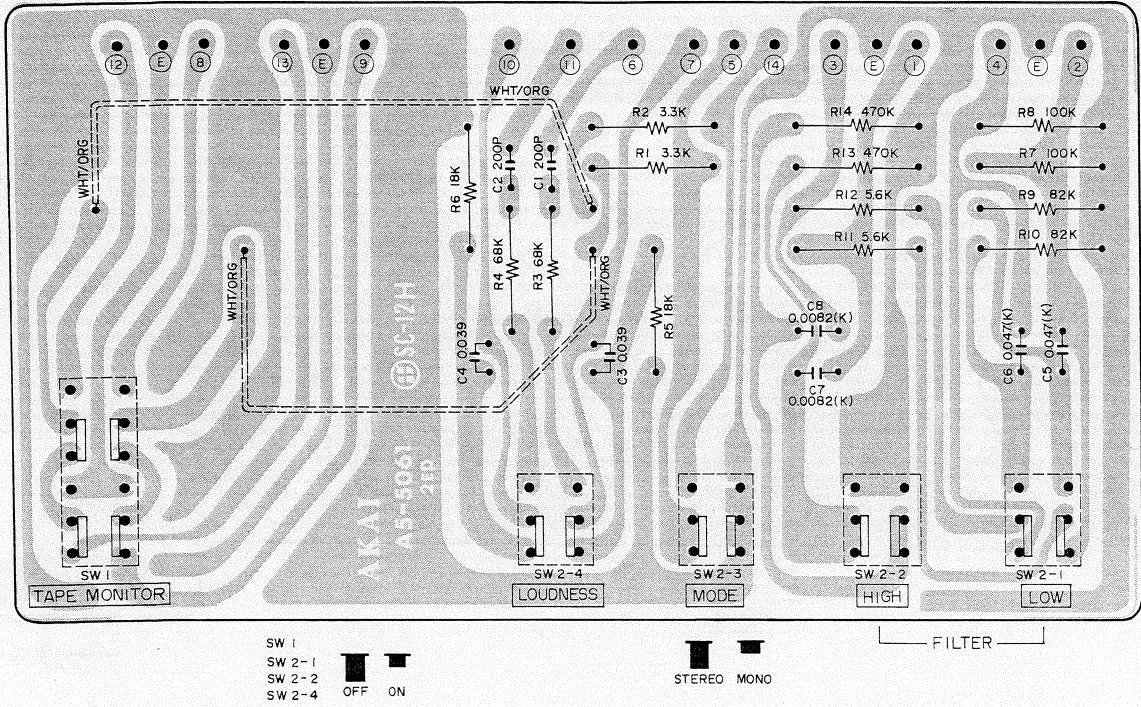 12 E 8 13 E 9 10 11 6 7 5 14 3 E 1 4 E 2
WHT/ORG
WHT/ORG
WHT/ORG
WHT/ORG
R6 18K
C2 200P
C1 200P
R4 68K
R3 68K
C4 0.039
C3 0.039
R5 18K
R2 3.3K
R1 3.3K
R14 470K
R13 470K
R12 5.6K
R11 5.6K
C8
0.0082(K)
C7
0.0082(K)
R8 100K
R7 100K
R9 82K
R10 82K
C6 0.047(K)
C5 0.047(K)
SC-12H
AKAI
A5-5061
2ED
SW 1
TAPE MONITOR
SW 2-4
LOUDNESS
SW 2-3
MODE
SW 2-2
HIGH
SW 2-1
LOW
FILTER
SW 1
SW 2-1
SW 2-2
SW 2-4
OFF ON
STEREO MONO